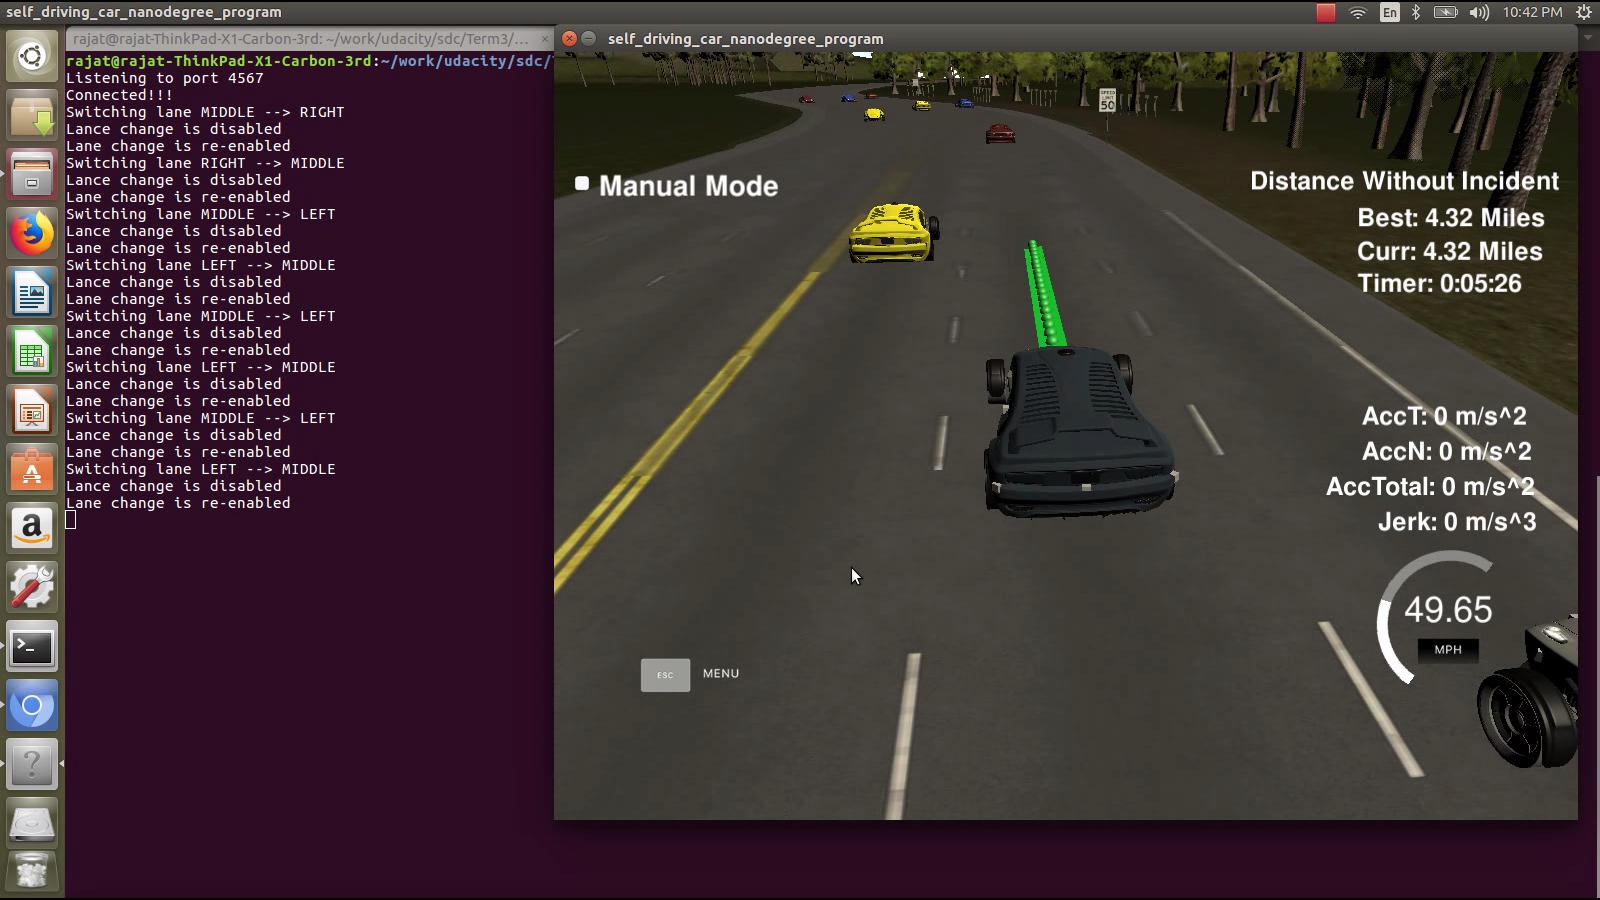 self_driving_car_nanodegree_program
En
10:42 PM
rajat@rajat-ThinkPad-X1-Carbon-3rd: ~/work/udacity/sdc/Term3/...
rajat@rajat-ThinkPad-X1-Carbon-3rd:~/work/udacity/sdc/
Listening to port 4567
Connected!!!
Switching lane MIDDLE --> RIGHT
Lance change is disabled
Lane change is re-enabled
Switching lane RIGHT --> MIDDLE
Lance change is disabled
Lane change is re-enabled
Switching lane MIDDLE --> LEFT
Lance change is disabled
Lane change is re-enabled
Switching lane LEFT --> MIDDLE
Lance change is disabled
Lane change is re-enabled
Switching lane MIDDLE --> LEFT
Lance change is disabled
Lane change is re-enabled
Switching lane LEFT --> MIDDLE
Lance change is disabled
Lane change is re-enabled
Switching lane MIDDLE --> LEFT
Lance change is disabled
Lane change is re-enabled
Switching lane LEFT --> MIDDLE
Lance change is disabled
Lane change is re-enabled
self_driving_car_nanodegree_program
SPEED
LIMIT
50
Manual Mode
Distance Without Incident
Best: 4.32 Miles
Curr: 4.32 Miles
Timer: 0:05:26
AccT: 0 m/s^2
AccN: 0 m/s^2
AccTotal: 0 m/s^2
Jerk: 0 m/s^3
49.65
MPH
ESC
MENU